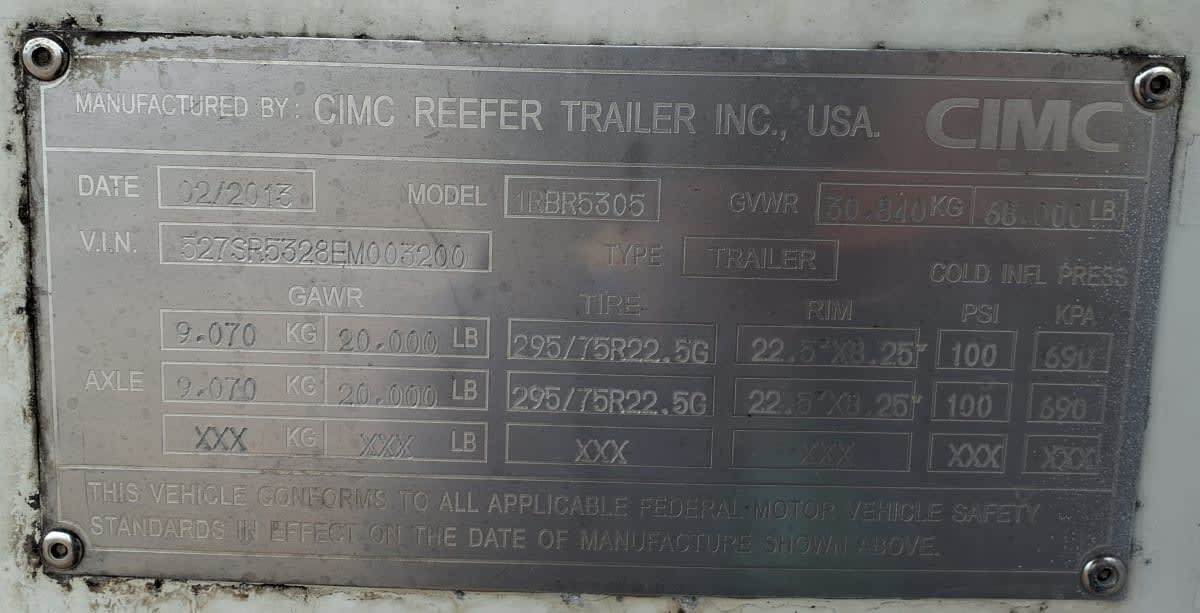 MANUFACTURED BY: CIMC REEFER TRAILER INC., USA. CIMC
DATE 02/2013 MODEL 1RBR5305 GVWR 30.840 KG 68.000 LB
V.I.N. 527SR5328EM003200 TYPE TRAILER
COLD INFL PRESS
GAWR TIRE RIM PSI KPA
9.070 KG 20.000 LB 295/75R22.5G 22.5"X8.25" 100 690
AXLE 9.070 KG 20.000 LB 295/75R22.5G 22.5"X8.25" 100 690
XXX KG XXX LB XXX XXX XXX XXX
THIS VEHICLE CONFORMS TO ALL APPLICABLE FEDERAL MOTOR VEHICLE SAFETY
STANDARDS IN EFFECT ON THE DATE OF MANUFACTURE SHOWN ABOVE.